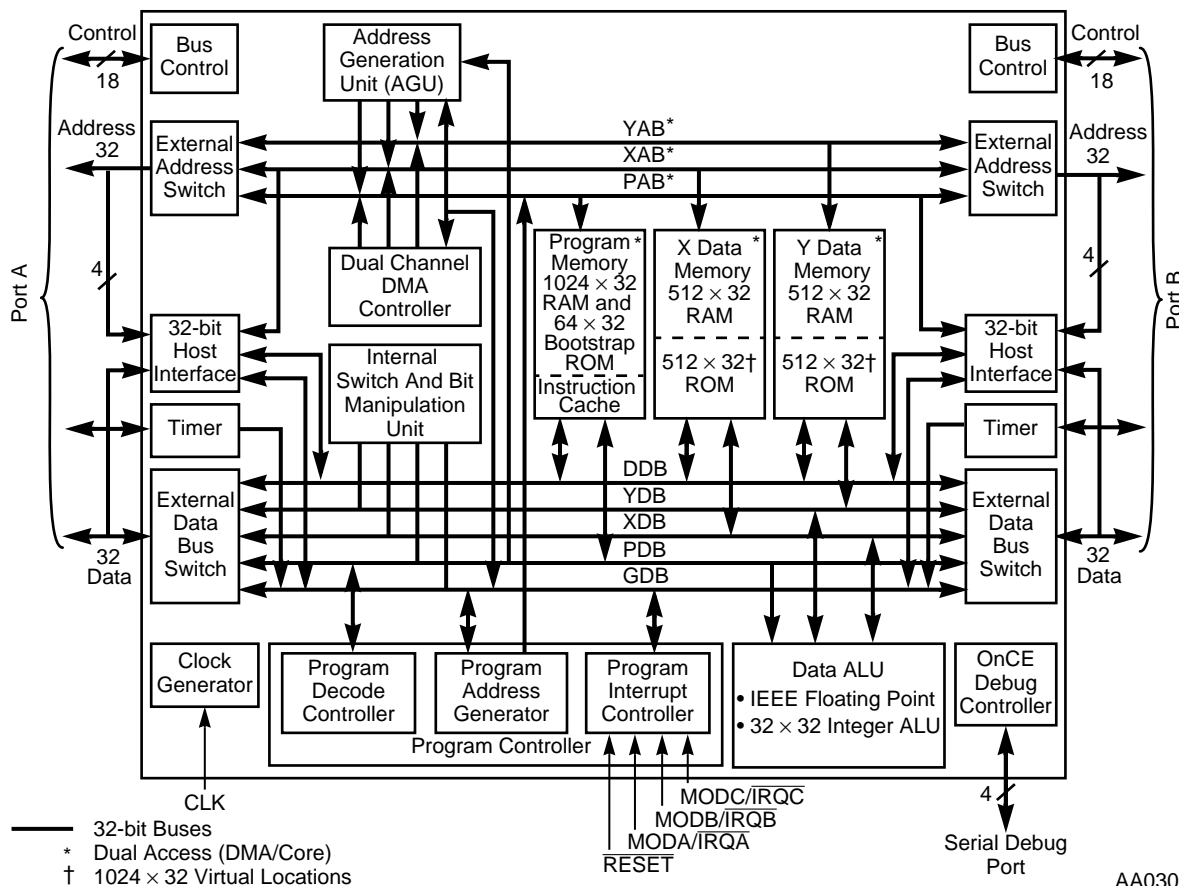 Control
18
Bus
Control
Address
Generation
Unit (AGU)
Bus
Control
Control
18
Address
32
External
Address
Switch
YAB*
XAB*
PAB*
External
Address
Switch
Address
32
Port A
4
Dual Channel
DMA
Controller
Program *
Memory
1024 × 32
RAM and
64 × 32
Bootstrap
ROM
Instruction
Cache
X Data *
Memory
512 × 32
RAM
512 × 32†
ROM
Y Data *
Memory
512 × 32
RAM
512 × 32†
ROM
4
Port B
32-bit
Host
Interface
Internal
Switch And Bit
Manipulation
Unit
32-bit
Host
Interface
Timer
Timer
External
Data
Bus
Switch
DDB
YDB
XDB
PDB
GDB
External
Data
Bus
Switch
32
Data
32
Data
Clock
Generator
Program
Decode
Controller
Program
Address
Generator
Program
Interrupt
Controller
Program Controller
Data ALU
• IEEE Floating Point
• 32 × 32 Integer ALU
OnCE
Debug
Controller
CLK
MODC/IRQC
MODB/IRQB
MODA/IRQA
RESET
4
Serial Debug
Port
32-bit Buses
* Dual Access (DMA/Core)
† 1024 × 32 Virtual Locations
AA030